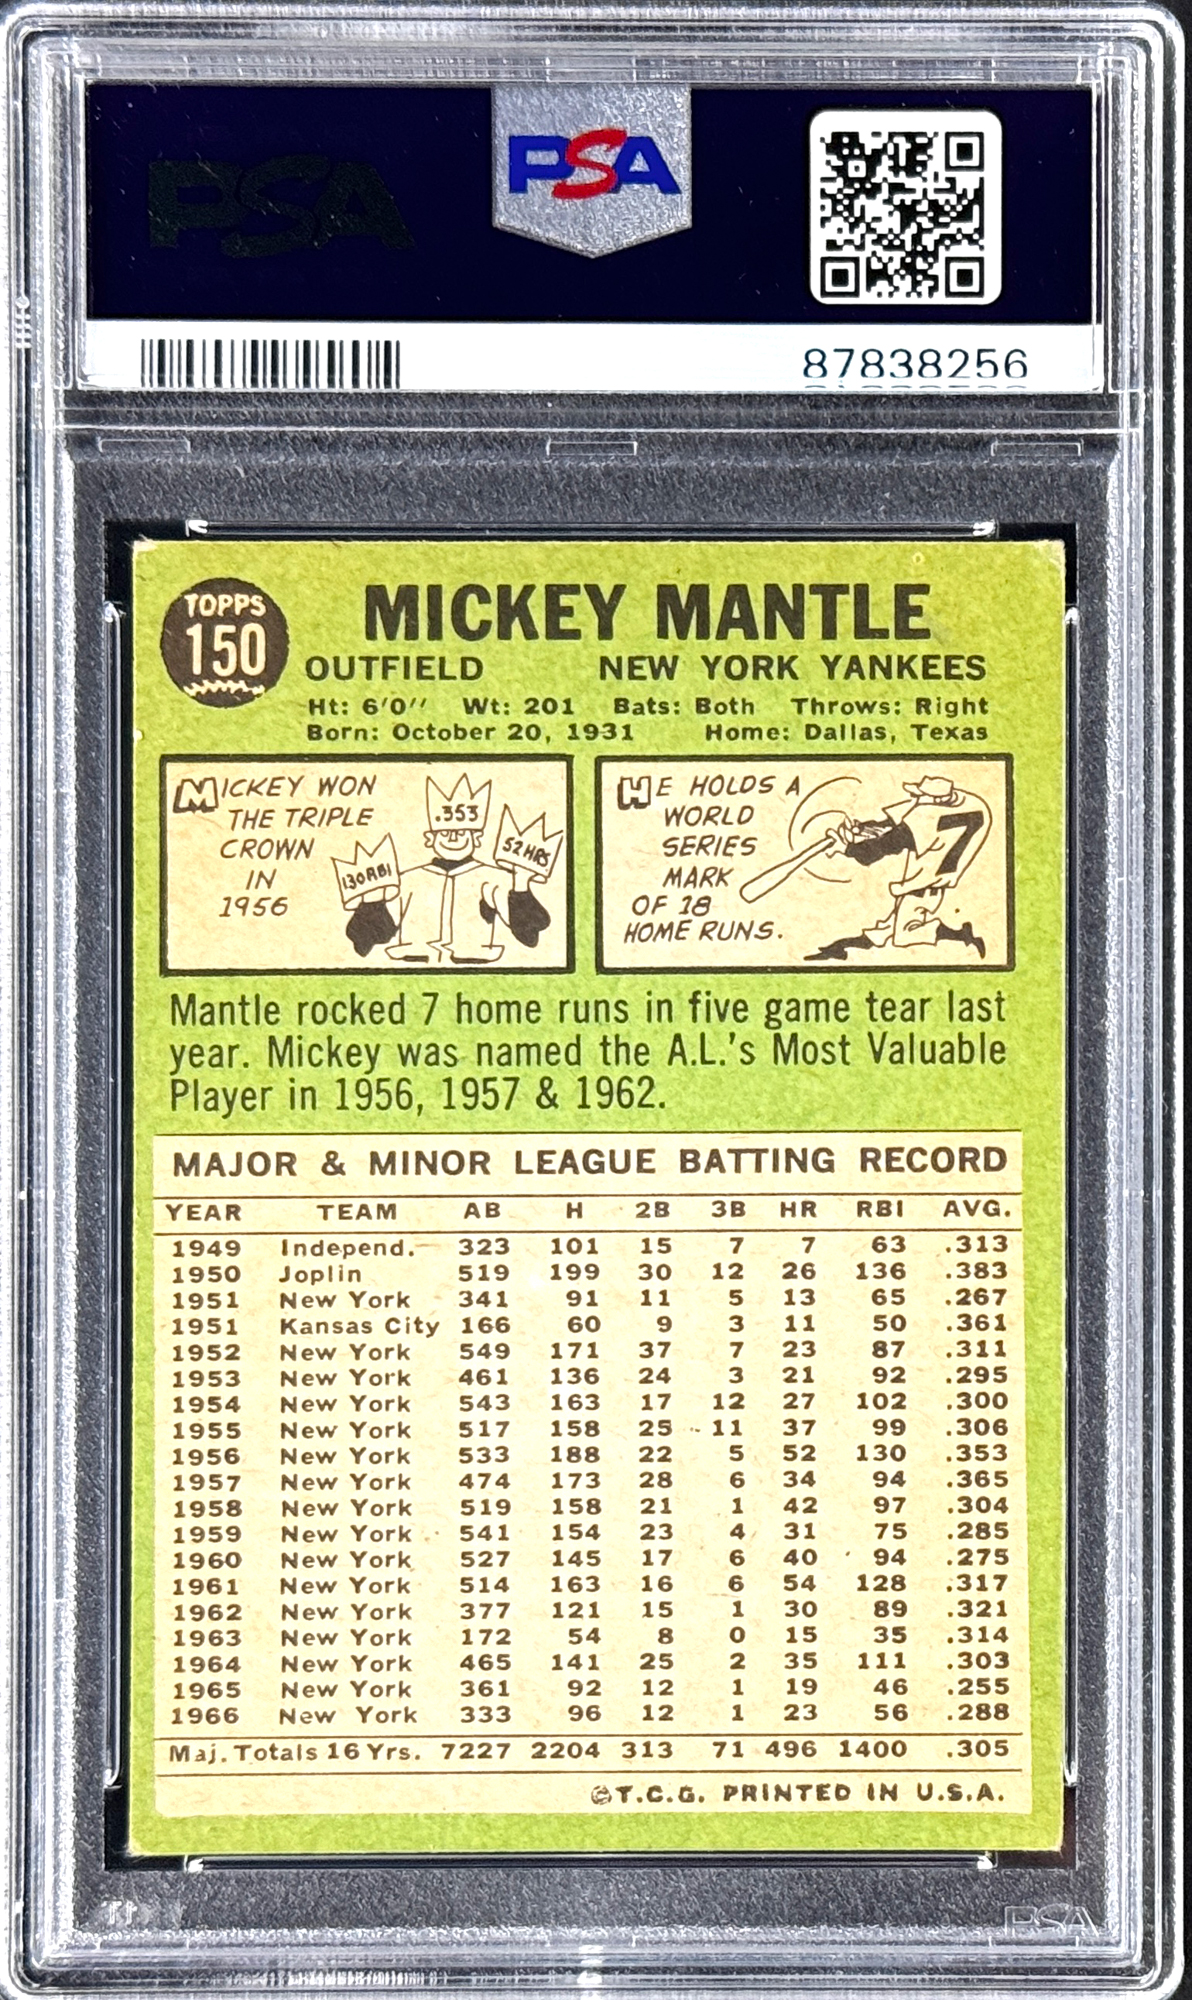 PSA
PSA
87838256
TOPPS
150
MICKEY MANTLE
OUTFIELD NEW YORK YANKEES
Ht: 6'0'' Wt: 201 Bats: Both Throws: Right
Born: October 20, 1931 Home: Dallas, Texas
MICKEY WON
THE TRIPLE
CROWN
IN
1956
.353
130 RBI
52 HRS
HE HOLDS A
WORLD
SERIES
MARK
OF 18
HOME RUNS.
7
Mantle rocked 7 home runs in five game tear last
year. Mickey was named the A.L.'s Most Valuable
Player in 1956, 1957 & 1962.
MAJOR & MINOR LEAGUE BATTING RECORD
YEAR TEAM AB H 2B 3B HR RBI AVG.
1949 Independ. 323 101 15 7 7 63 .313
1950 Joplin 519 199 30 12 26 136 .383
1951 New York 341 91 11 5 13 65 .267
1951 Kansas City 166 60 9 3 11 50 .361
1952 New York 549 171 37 7 23 87 .311
1953 New York 461 136 24 3 21 92 .295
1954 New York 543 163 17 12 27 102 .300
1955 New York 517 158 25 11 37 99 .306
1956 New York 533 188 22 5 52 130 .353
1957 New York 474 173 28 6 34 94 .365
1958 New York 519 158 21 1 42 97 .304
1959 New York 541 154 23 4 31 75 .285
1960 New York 527 145 17 6 40 94 .275
1961 New York 514 163 16 6 54 128 .317
1962 New York 377 121 15 1 30 89 .321
1963 New York 172 54 8 0 15 35 .314
1964 New York 465 141 25 2 35 111 .303
1965 New York 361 92 12 1 19 46 .255
1966 New York 333 96 12 1 23 56 .288
Maj. Totals 16 Yrs. 7227 2204 313 71 496 1400 .305
©T.C.G. PRINTED IN U.S.A.
PSA